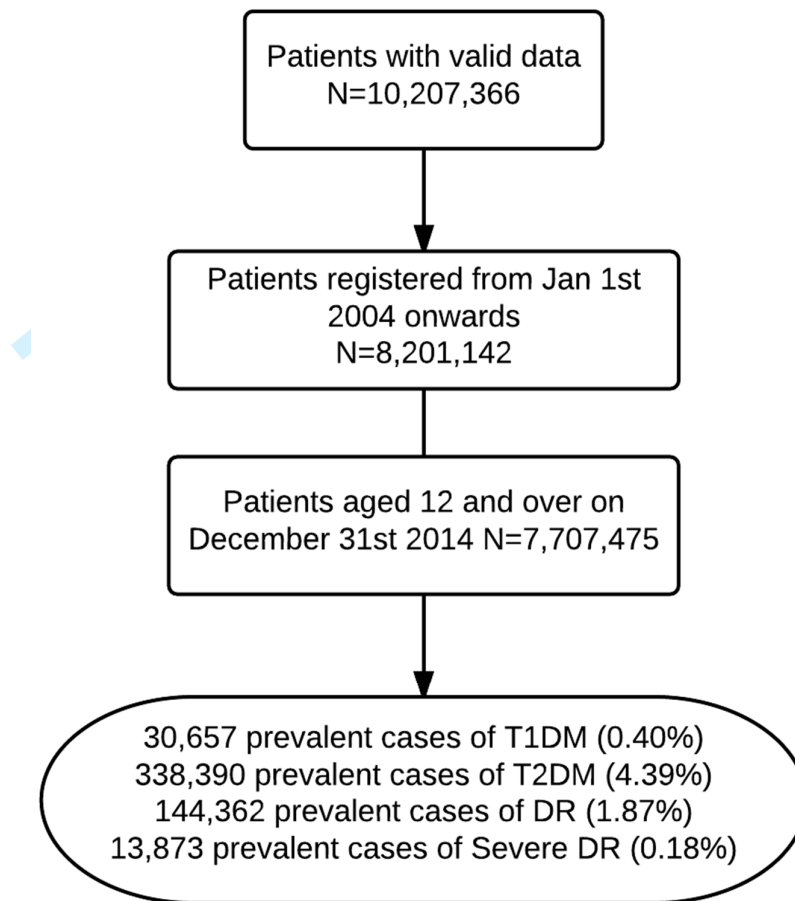 Patients with valid data
N=10,207,366
Patients registered from Jan 1st
2004 onwards
N=8,201,142
Patients aged 12 and over on
December 31st 2014 N=7,707,475
30,657 prevalent cases of T1DM (0.40%)
338,390 prevalent cases of T2DM (4.39%)
144,362 prevalent cases of DR (1.87%)
13,873 prevalent cases of Severe DR (0.18%)